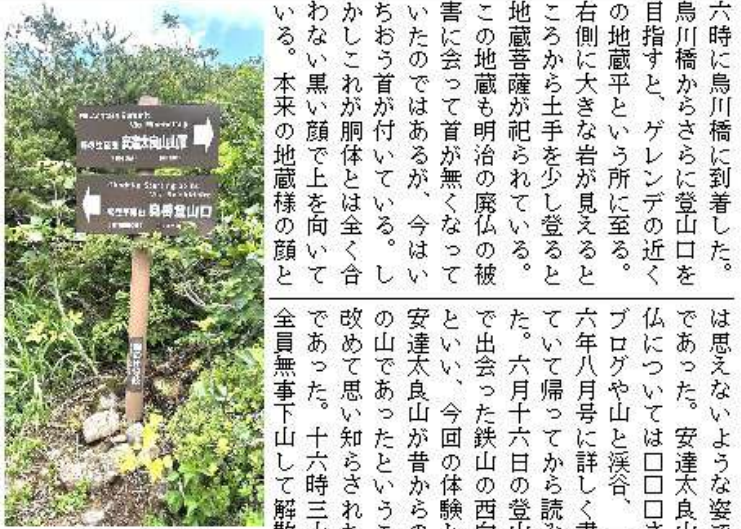 六時に烏川橋に到着した。
烏川橋からさらに登山口を
目指すと、ゲレンデの近く
の地蔵平という所に至る。
右側に大きな岩が見えると
ころから土手を少し登ると
地蔵菩薩が祀られている。
この地蔵も明治の廃仏の被
害に会って首が無くなって
いたのではあるが、今はい
ちおう首が付いている。し
かしこれが胴体とは全く合
わない黒い顔で上を向いて
いる。本来の地蔵様の顔と
は思えないような姿で
であった。安達太良山
仏については口口口
ブログや山と渓谷、
六年八月号に詳しく書
ていて帰ってから読み
た。六月十六日の登山
で出会った鉄山の西向
といい、今回の体験
安達太良山が昔からの
の山であったというこ
改めて思い知らされた
であった。十六時三十
全員無事下山して解散
Mountain Summit
安達太良山山頂
奥岳登山口